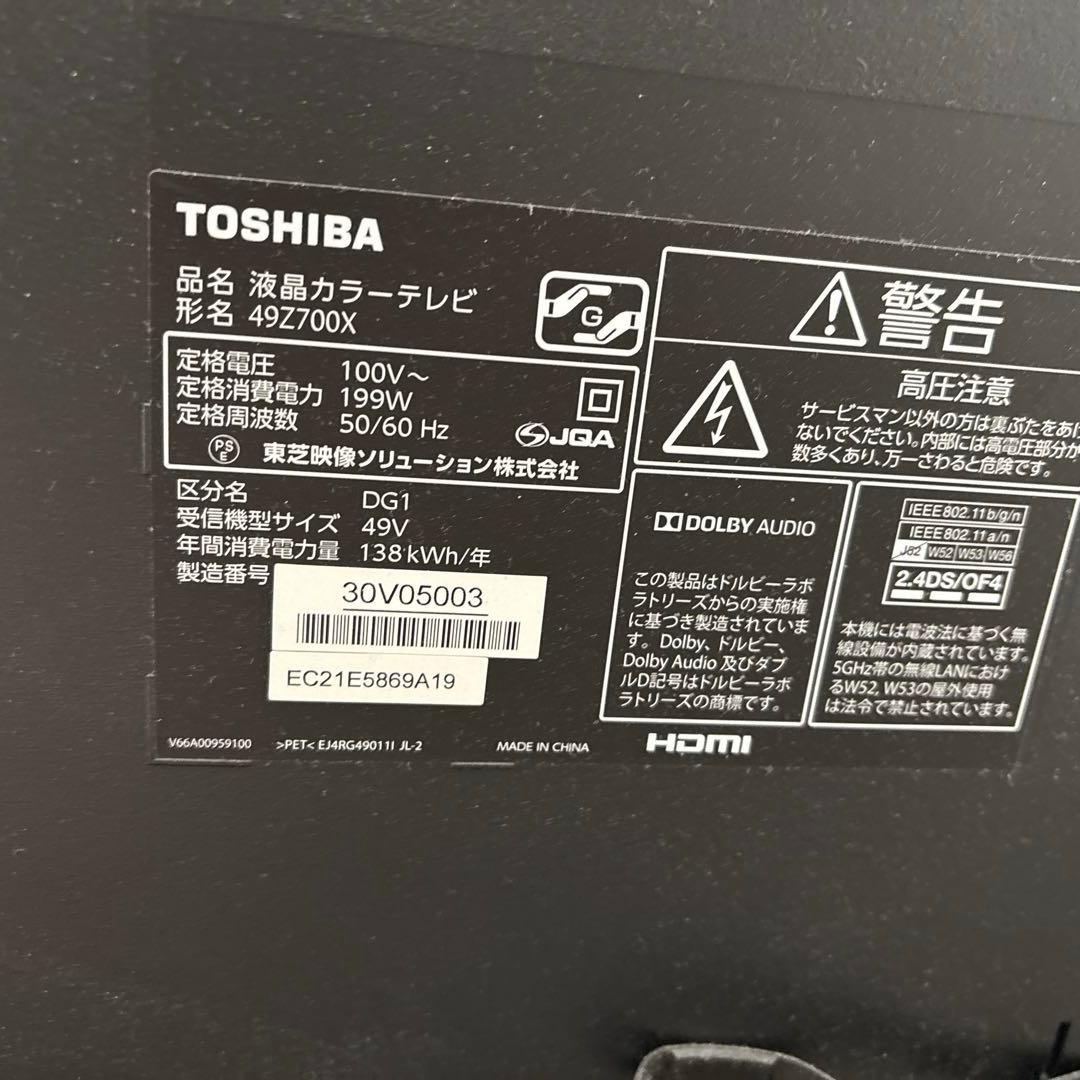 TOSHIBA
品名 液晶カラーテレビ
形名 49Z700X
G
定格電圧 100V～
定格消費電力 199W
定格周波数 50/60 Hz
JQA
PS
E
東芝映像ソリューション株式会社
区分名 DG1
受信機型サイズ 49V
年間消費電力量 138kWh/年
製造番号
30V05003
EC21E5869A19
V66A00959100 >PET< EJ4RG49011I JL-2 MADE IN CHINA
HDMI
警告
高圧注意
サービスマン以外の方は裏ぶたをあけ
ないでください。内部には高電圧部分が
数多くあり、万一さわると危険です。
DOLBY AUDIO
この製品はドルビーラボ
ラトリーズからの実施権
に基づき製造されていま
す。Dolby、ドルビー、
Dolby Audio 及びダブ
ルD記号はドルビーラボ
ラトリーズの商標です。
IEEE802.11b/g/n
IEEE802.11a/n
J52 W52 W53 W56
2.4DS/OF4
本機には電波法に基づく無
線設備が内蔵されています。
5GHz帯の無線LANにおけ
るW52, W53の屋外使用
は法令で禁止されています。